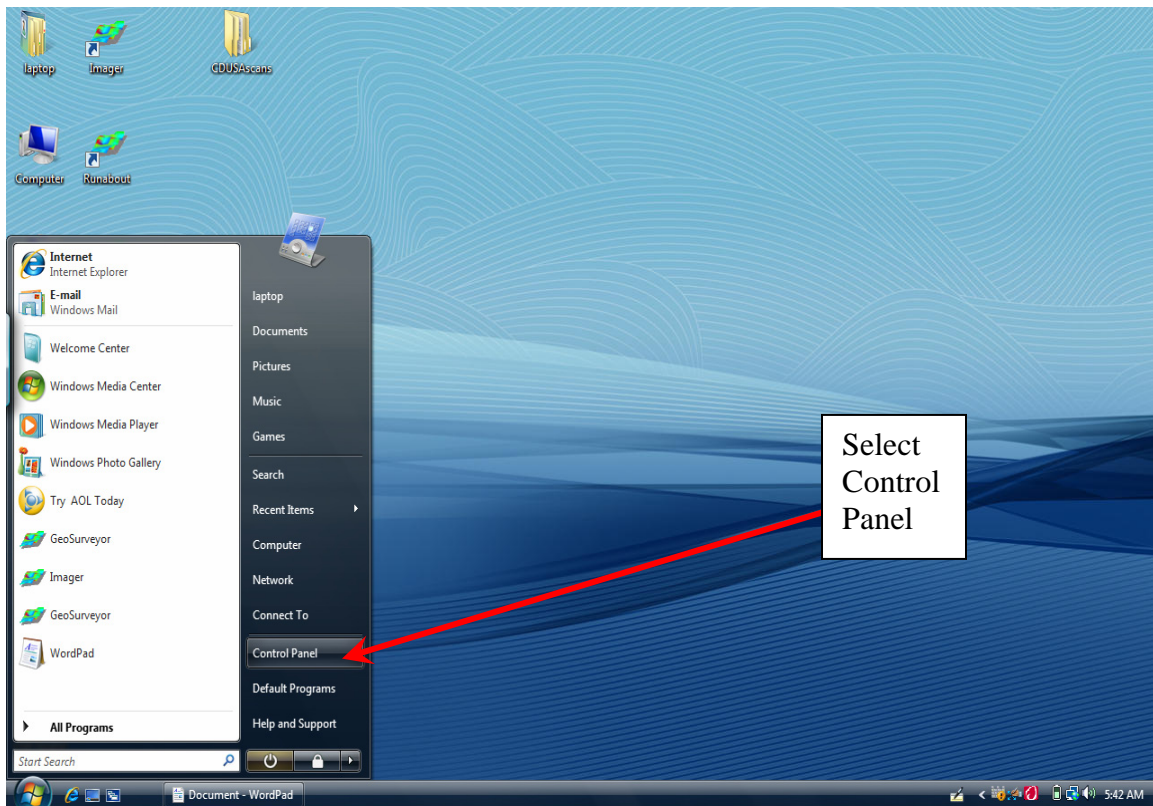 laptop
Imager
CDUSAscans
Computer
Runabout
Internet
Internet Explorer
E-mail
Windows Mail
Welcome Center
Windows Media Center
Windows Media Player
Windows Photo Gallery
Try AOL Today
GeoSurveyor
Imager
GeoSurveyor
WordPad
All Programs
Start Search
laptop
Documents
Pictures
Music
Games
Search
Recent Items
Computer
Network
Connect To
Control Panel
Default Programs
Help and Support
Select
Control
Panel
Document - WordPad
5:42 AM